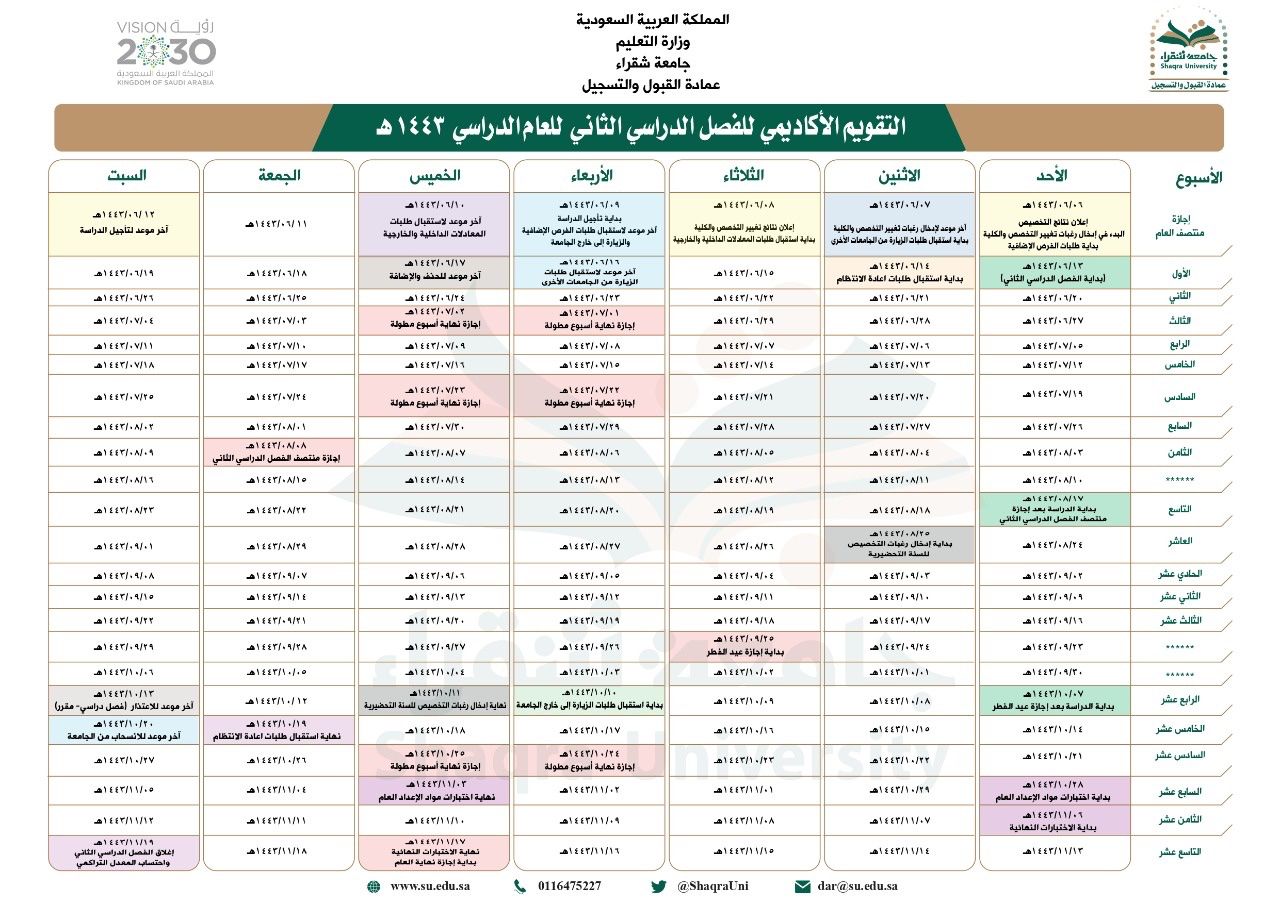 VISION رؤيــة
2030
المملكة العربية السعودية
KINGDOM OF SAUDI ARABIA
المملكة العربية السعودية
وزارة التعليم
جامعة شقراء
عمادة القبول والتسجيل
جامعة شقراء
Shaqra University
عمادة القبول والتسجيل
التقويم الأكاديمي للفصل الدراسي الثاني للعام الدراسي ١٤٤٣هـ
الأسبوع الأحد الاثنين الثلاثاء الأربعاء الخميس الجمعة السبت
إجازة منتصف العام
١٤٤٣/٠٦/٠٦هـ
اعلان نتائج التخصيص
البدء في إدخال رغبات تغيير التخصص والكلية
بداية طلبات الفرص الإضافية
١٤٤٣/٠٦/٠٧هـ
آخر موعد لإدخال رغبات تغيير التخصص والكلية
بداية استقبال طلبات الزيارة من الجامعات الأخرى
١٤٤٣/٠٦/٠٨هـ
إعلان نتائج تغيير التخصص والكلية
بداية استقبال طلبات المعادلات الداخلية والخارجية
١٤٤٣/٠٦/٠٩هـ
بداية تأجيل الدراسة
آخر موعد لاستقبال طلبات الفرص الإضافية
والزيارة إلى خارج الجامعة
١٤٤٣/٠٦/١٠هـ
آخر موعد لاستقبال طلبات
المعادلات الداخلية والخارجية
١٤٤٣/٠٦/١١هـ
١٤٤٣/٠٦/١٢هـ
آخر موعد لتأجيل الدراسة
الأول
١٤٤٣/٠٦/١٣هـ
(بداية الفصل الدراسي الثاني)
١٤٤٣/٠٦/١٤هـ
بداية استقبال طلبات اعادة الانتظام
١٤٤٣/٠٦/١٥هـ
١٤٤٣/٠٦/١٦هـ
آخر موعد لاستقبال طلبات
الزيارة من الجامعات الأخرى
١٤٤٣/٠٦/١٧هـ
آخر موعد للحذف والإضافة
١٤٤٣/٠٦/١٨هـ
١٤٤٣/٠٦/١٩هـ
الثاني ١٤٤٣/٠٦/٢٠هـ ١٤٤٣/٠٦/٢١هـ ١٤٤٣/٠٦/٢٢هـ ١٤٤٣/٠٦/٢٣هـ ١٤٤٣/٠٦/٢٤هـ ١٤٤٣/٠٦/٢٥هـ ١٤٤٣/٠٦/٢٦هـ
الثالث ١٤٤٣/٠٦/٢٧هـ ١٤٤٣/٠٦/٢٨هـ ١٤٤٣/٠٦/٢٩هـ
١٤٤٣/٠٧/٠١هـ
إجازة نهاية أسبوع مطولة
١٤٤٣/٠٧/٠٢هـ
إجازة نهاية أسبوع مطولة
١٤٤٣/٠٧/٠٣هـ ١٤٤٣/٠٧/٠٤هـ
الرابع ١٤٤٣/٠٧/٠٥هـ ١٤٤٣/٠٧/٠٦هـ ١٤٤٣/٠٧/٠٧هـ ١٤٤٣/٠٧/٠٨هـ ١٤٤٣/٠٧/٠٩هـ ١٤٤٣/٠٧/١٠هـ ١٤٤٣/٠٧/١١هـ
الخامس ١٤٤٣/٠٧/١٢هـ ١٤٤٣/٠٧/١٣هـ ١٤٤٣/٠٧/١٤هـ ١٤٤٣/٠٧/١٥هـ ١٤٤٣/٠٧/١٦هـ ١٤٤٣/٠٧/١٧هـ ١٤٤٣/٠٧/١٨هـ
السادس ١٤٤٣/٠٧/١٩هـ ١٤٤٣/٠٧/٢٠هـ ١٤٤٣/٠٧/٢١هـ
١٤٤٣/٠٧/٢٢هـ
إجازة نهاية أسبوع مطولة
١٤٤٣/٠٧/٢٣هـ
إجازة نهاية أسبوع مطولة
١٤٤٣/٠٧/٢٤هـ ١٤٤٣/٠٧/٢٥هـ
السابع ١٤٤٣/٠٧/٢٦هـ ١٤٤٣/٠٧/٢٧هـ ١٤٤٣/٠٧/٢٨هـ ١٤٤٣/٠٧/٢٩هـ ١٤٤٣/٠٧/٣٠هـ ١٤٤٣/٠٨/٠١هـ ١٤٤٣/٠٨/٠٢هـ
الثامن ١٤٤٣/٠٨/٠٣هـ ١٤٤٣/٠٨/٠٤هـ ١٤٤٣/٠٨/٠٥هـ ١٤٤٣/٠٨/٠٦هـ ١٤٤٣/٠٨/٠٧هـ
١٤٤٣/٠٨/٠٨هـ
إجازة منتصف الفصل الدراسي الثاني
١٤٤٣/٠٨/٠٩هـ
****** ١٤٤٣/٠٨/١٠هـ ١٤٤٣/٠٨/١١هـ ١٤٤٣/٠٨/١٢هـ ١٤٤٣/٠٨/١٣هـ ١٤٤٣/٠٨/١٤هـ ١٤٤٣/٠٨/١٥هـ ١٤٤٣/٠٨/١٦هـ
التاسع
١٤٤٣/٠٨/١٧هـ
بداية الدراسة بعد إجازة
منتصف الفصل الدراسي الثاني
١٤٤٣/٠٨/١٨هـ ١٤٤٣/٠٨/١٩هـ ١٤٤٣/٠٨/٢٠هـ ١٤٤٣/٠٨/٢١هـ ١٤٤٣/٠٨/٢٢هـ ١٤٤٣/٠٨/٢٣هـ
العاشر ١٤٤٣/٠٨/٢٤هـ
١٤٤٣/٠٨/٢٥هـ
بداية إدخال رغبات التخصيص
للسنة التحضيرية
١٤٤٣/٠٨/٢٦هـ ١٤٤٣/٠٨/٢٧هـ ١٤٤٣/٠٨/٢٨هـ ١٤٤٣/٠٨/٢٩هـ ١٤٤٣/٠٩/٠١هـ
الحادي عشر ١٤٤٣/٠٩/٠٢هـ ١٤٤٣/٠٩/٠٣هـ ١٤٤٣/٠٩/٠٤هـ ١٤٤٣/٠٩/٠٥هـ ١٤٤٣/٠٩/٠٦هـ ١٤٤٣/٠٩/٠٧هـ ١٤٤٣/٠٩/٠٨هـ
الثاني عشر ١٤٤٣/٠٩/٠٩هـ ١٤٤٣/٠٩/١٠هـ ١٤٤٣/٠٩/١١هـ ١٤٤٣/٠٩/١٢هـ ١٤٤٣/٠٩/١٣هـ ١٤٤٣/٠٩/١٤هـ ١٤٤٣/٠٩/١٥هـ
الثالث عشر ١٤٤٣/٠٩/١٦هـ ١٤٤٣/٠٩/١٧هـ ١٤٤٣/٠٩/١٨هـ ١٤٤٣/٠٩/١٩هـ ١٤٤٣/٠٩/٢٠هـ ١٤٤٣/٠٩/٢١هـ ١٤٤٣/٠٩/٢٢هـ
****** ١٤٤٣/٠٩/٢٣هـ ١٤٤٣/٠٩/٢٤هـ
١٤٤٣/٠٩/٢٥هـ
بداية إجازة عيد الفطر
١٤٤٣/٠٩/٢٦هـ ١٤٤٣/٠٩/٢٧هـ ١٤٤٣/٠٩/٢٨هـ ١٤٤٣/٠٩/٢٩هـ
****** ١٤٤٣/٠٩/٣٠هـ ١٤٤٣/١٠/٠١هـ ١٤٤٣/١٠/٠٢هـ ١٤٤٣/١٠/٠٣هـ ١٤٤٣/١٠/٠٤هـ ١٤٤٣/١٠/٠٥هـ ١٤٤٣/١٠/٠٦هـ
الرابع عشر
١٤٤٣/١٠/٠٧هـ
بداية الدراسة بعد إجازة عيد الفطر
١٤٤٣/١٠/٠٨هـ ١٤٤٣/١٠/٠٩هـ
١٤٤٣/١٠/١٠هـ
بداية استقبال طلبات الزيارة إلى خارج الجامعة
١٤٤٣/١٠/١١هـ
نهاية إدخال رغبات التخصيص للسنة التحضيرية
١٤٤٣/١٠/١٢هـ
١٤٤٣/١٠/١٣هـ
آخر موعد للاعتذار (فصل دراسي- مقرر)
الخامس عشر ١٤٤٣/١٠/١٤هـ ١٤٤٣/١٠/١٥هـ ١٤٤٣/١٠/١٦هـ ١٤٤٣/١٠/١٧هـ ١٤٤٣/١٠/١٨هـ
١٤٤٣/١٠/١٩هـ
نهاية استقبال طلبات اعادة الانتظام
١٤٤٣/١٠/٢٠هـ
آخر موعد للانسحاب من الجامعة
السادس عشر ١٤٤٣/١٠/٢١هـ ١٤٤٣/١٠/٢٢هـ ١٤٤٣/١٠/٢٣هـ
١٤٤٣/١٠/٢٤هـ
إجازة نهاية أسبوع مطولة
١٤٤٣/١٠/٢٥هـ
إجازة نهاية أسبوع مطولة
١٤٤٣/١٠/٢٦هـ ١٤٤٣/١٠/٢٧هـ
السابع عشر
١٤٤٣/١٠/٢٨هـ
بداية اختبارات مواد الإعداد العام
١٤٤٣/١٠/٢٩هـ ١٤٤٣/١١/٠١هـ ١٤٤٣/١١/٠٢هـ
١٤٤٣/١١/٠٣هـ
نهاية اختبارات مواد الإعداد العام
١٤٤٣/١١/٠٤هـ ١٤٤٣/١١/٠٥هـ
الثامن عشر
١٤٤٣/١١/٠٦هـ
بداية الاختبارات النهائية
١٤٤٣/١١/٠٧هـ ١٤٤٣/١١/٠٨هـ ١٤٤٣/١١/٠٩هـ ١٤٤٣/١١/١٠هـ ١٤٤٣/١١/١١هـ ١٤٤٣/١١/١٢هـ
التاسع عشر ١٤٤٣/١١/١٣هـ ١٤٤٣/١١/١٤هـ ١٤٤٣/١١/١٥هـ ١٤٤٣/١١/١٦هـ
١٤٤٣/١١/١٧هـ
نهاية الاختبارات النهائية
بداية إجازة نهاية العام
١٤٤٣/١١/١٨هـ
١٤٤٣/١١/١٩هـ
إغلاق الفصل الدراسي الثاني
واحتساب المعدل التراكمي
جامعة شقراء
Shaqra University
www.su.edu.sa 0116475227 @ShaqraUni dar@su.edu.sa